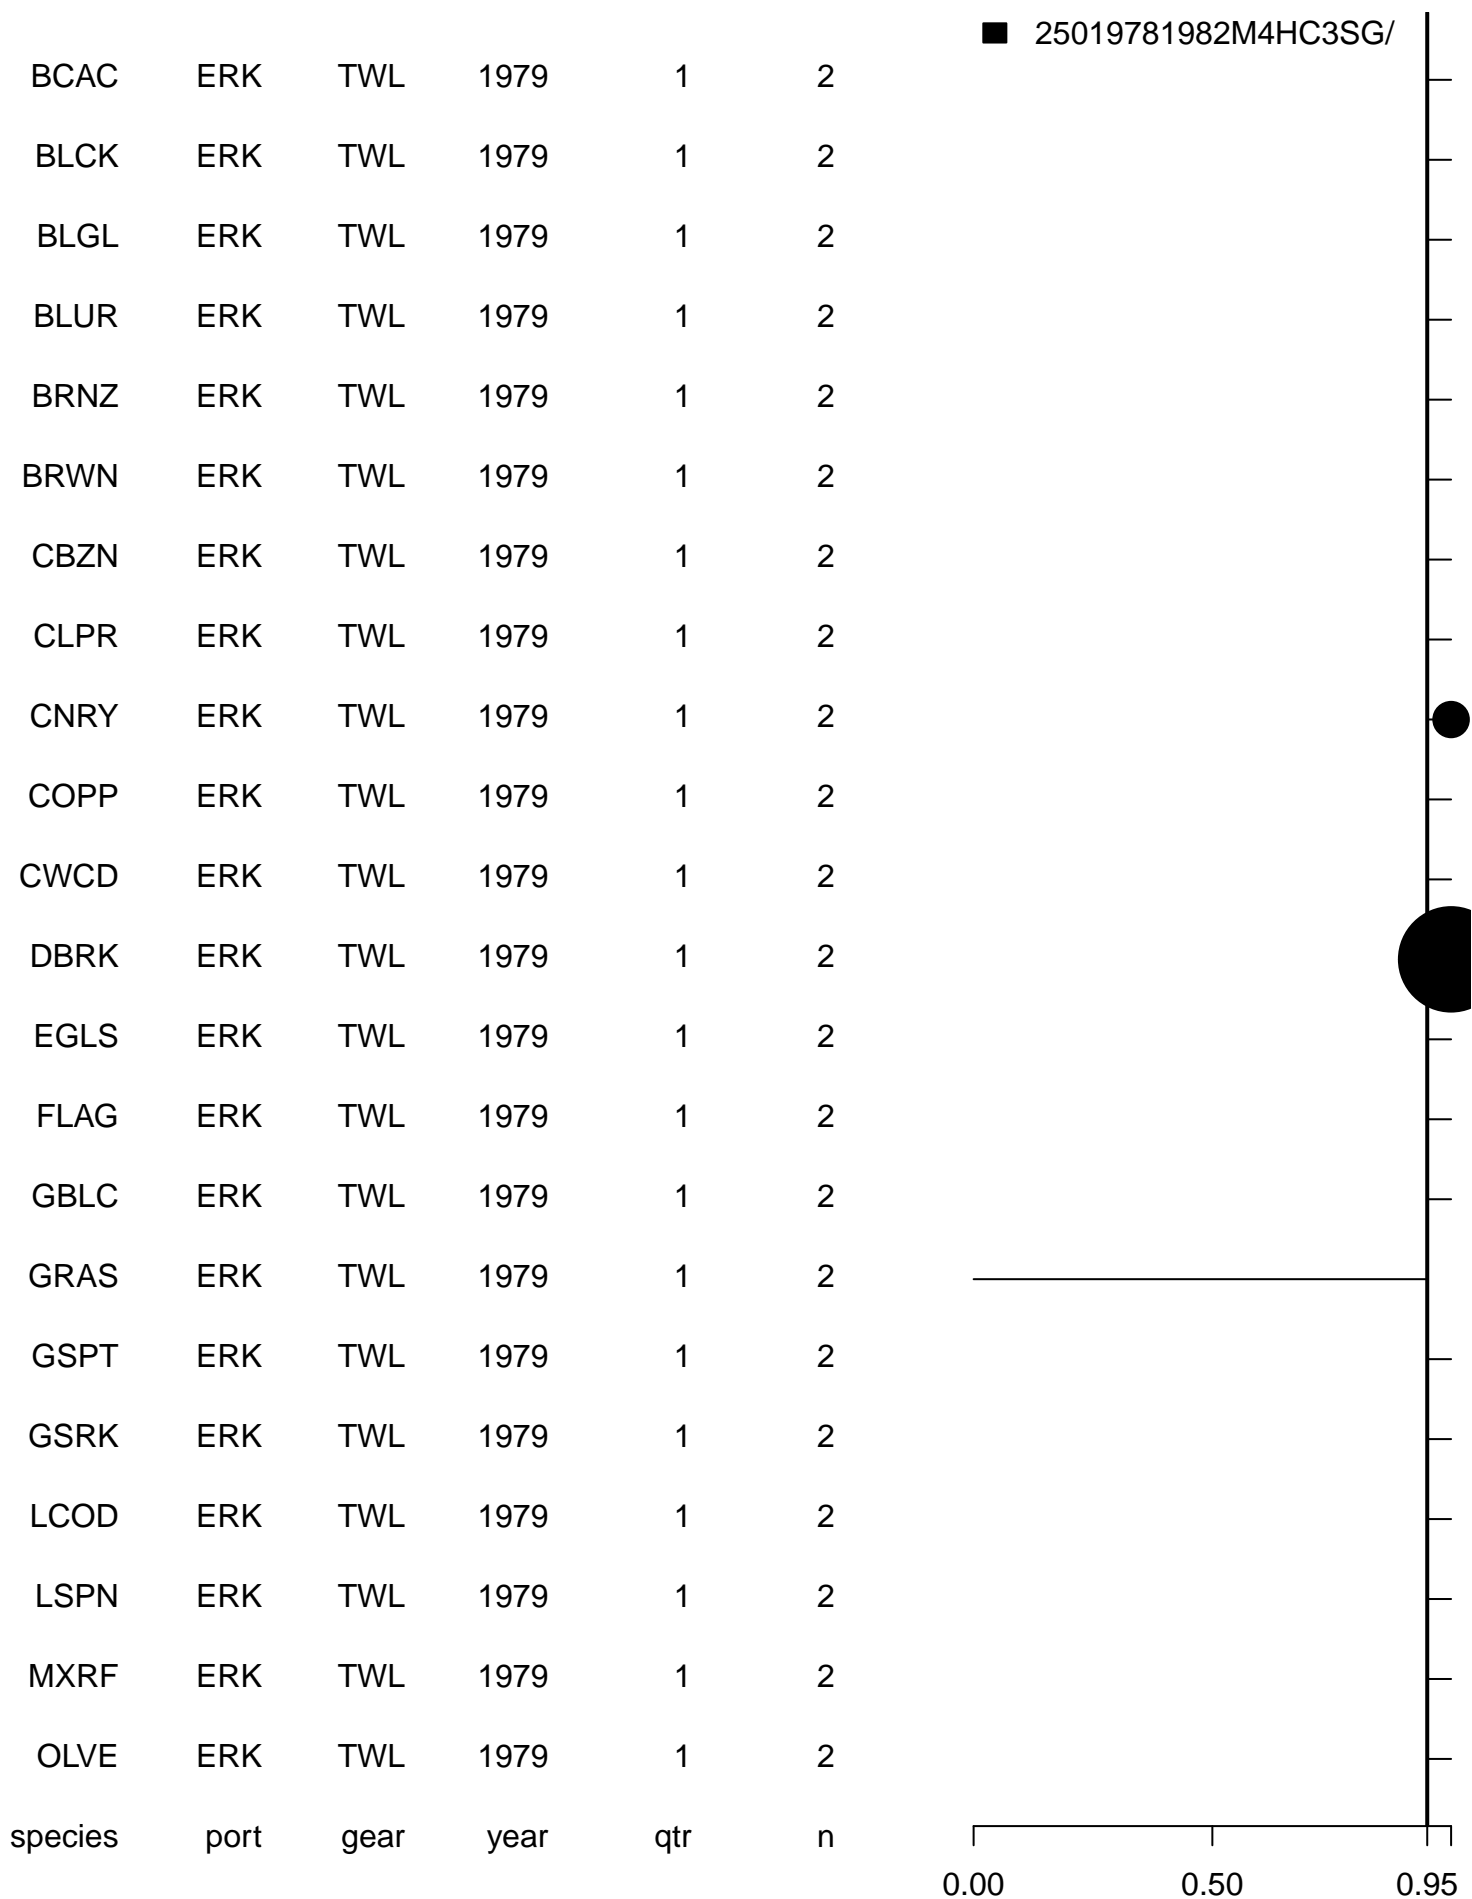 25019781982M4HC3SG/
BCAC ERK TWL 1979 1 2
BLCK ERK TWL 1979 1 2
BLGL ERK TWL 1979 1 2
BLUR ERK TWL 1979 1 2
BRNZ ERK TWL 1979 1 2
BRWN ERK TWL 1979 1 2
CBZN ERK TWL 1979 1 2
CLPR ERK TWL 1979 1 2
CNRY ERK TWL 1979 1 2
COPP ERK TWL 1979 1 2
CWCD ERK TWL 1979 1 2
DBRK ERK TWL 1979 1 2
EGLS ERK TWL 1979 1 2
FLAG ERK TWL 1979 1 2
GBLC ERK TWL 1979 1 2
GRAS ERK TWL 1979 1 2
GSPT ERK TWL 1979 1 2
GSRK ERK TWL 1979 1 2
LCOD ERK TWL 1979 1 2
LSPN ERK TWL 1979 1 2
MXRF ERK TWL 1979 1 2
OLVE ERK TWL 1979 1 2
species port gear year qtr n
0.00 0.50 0.95